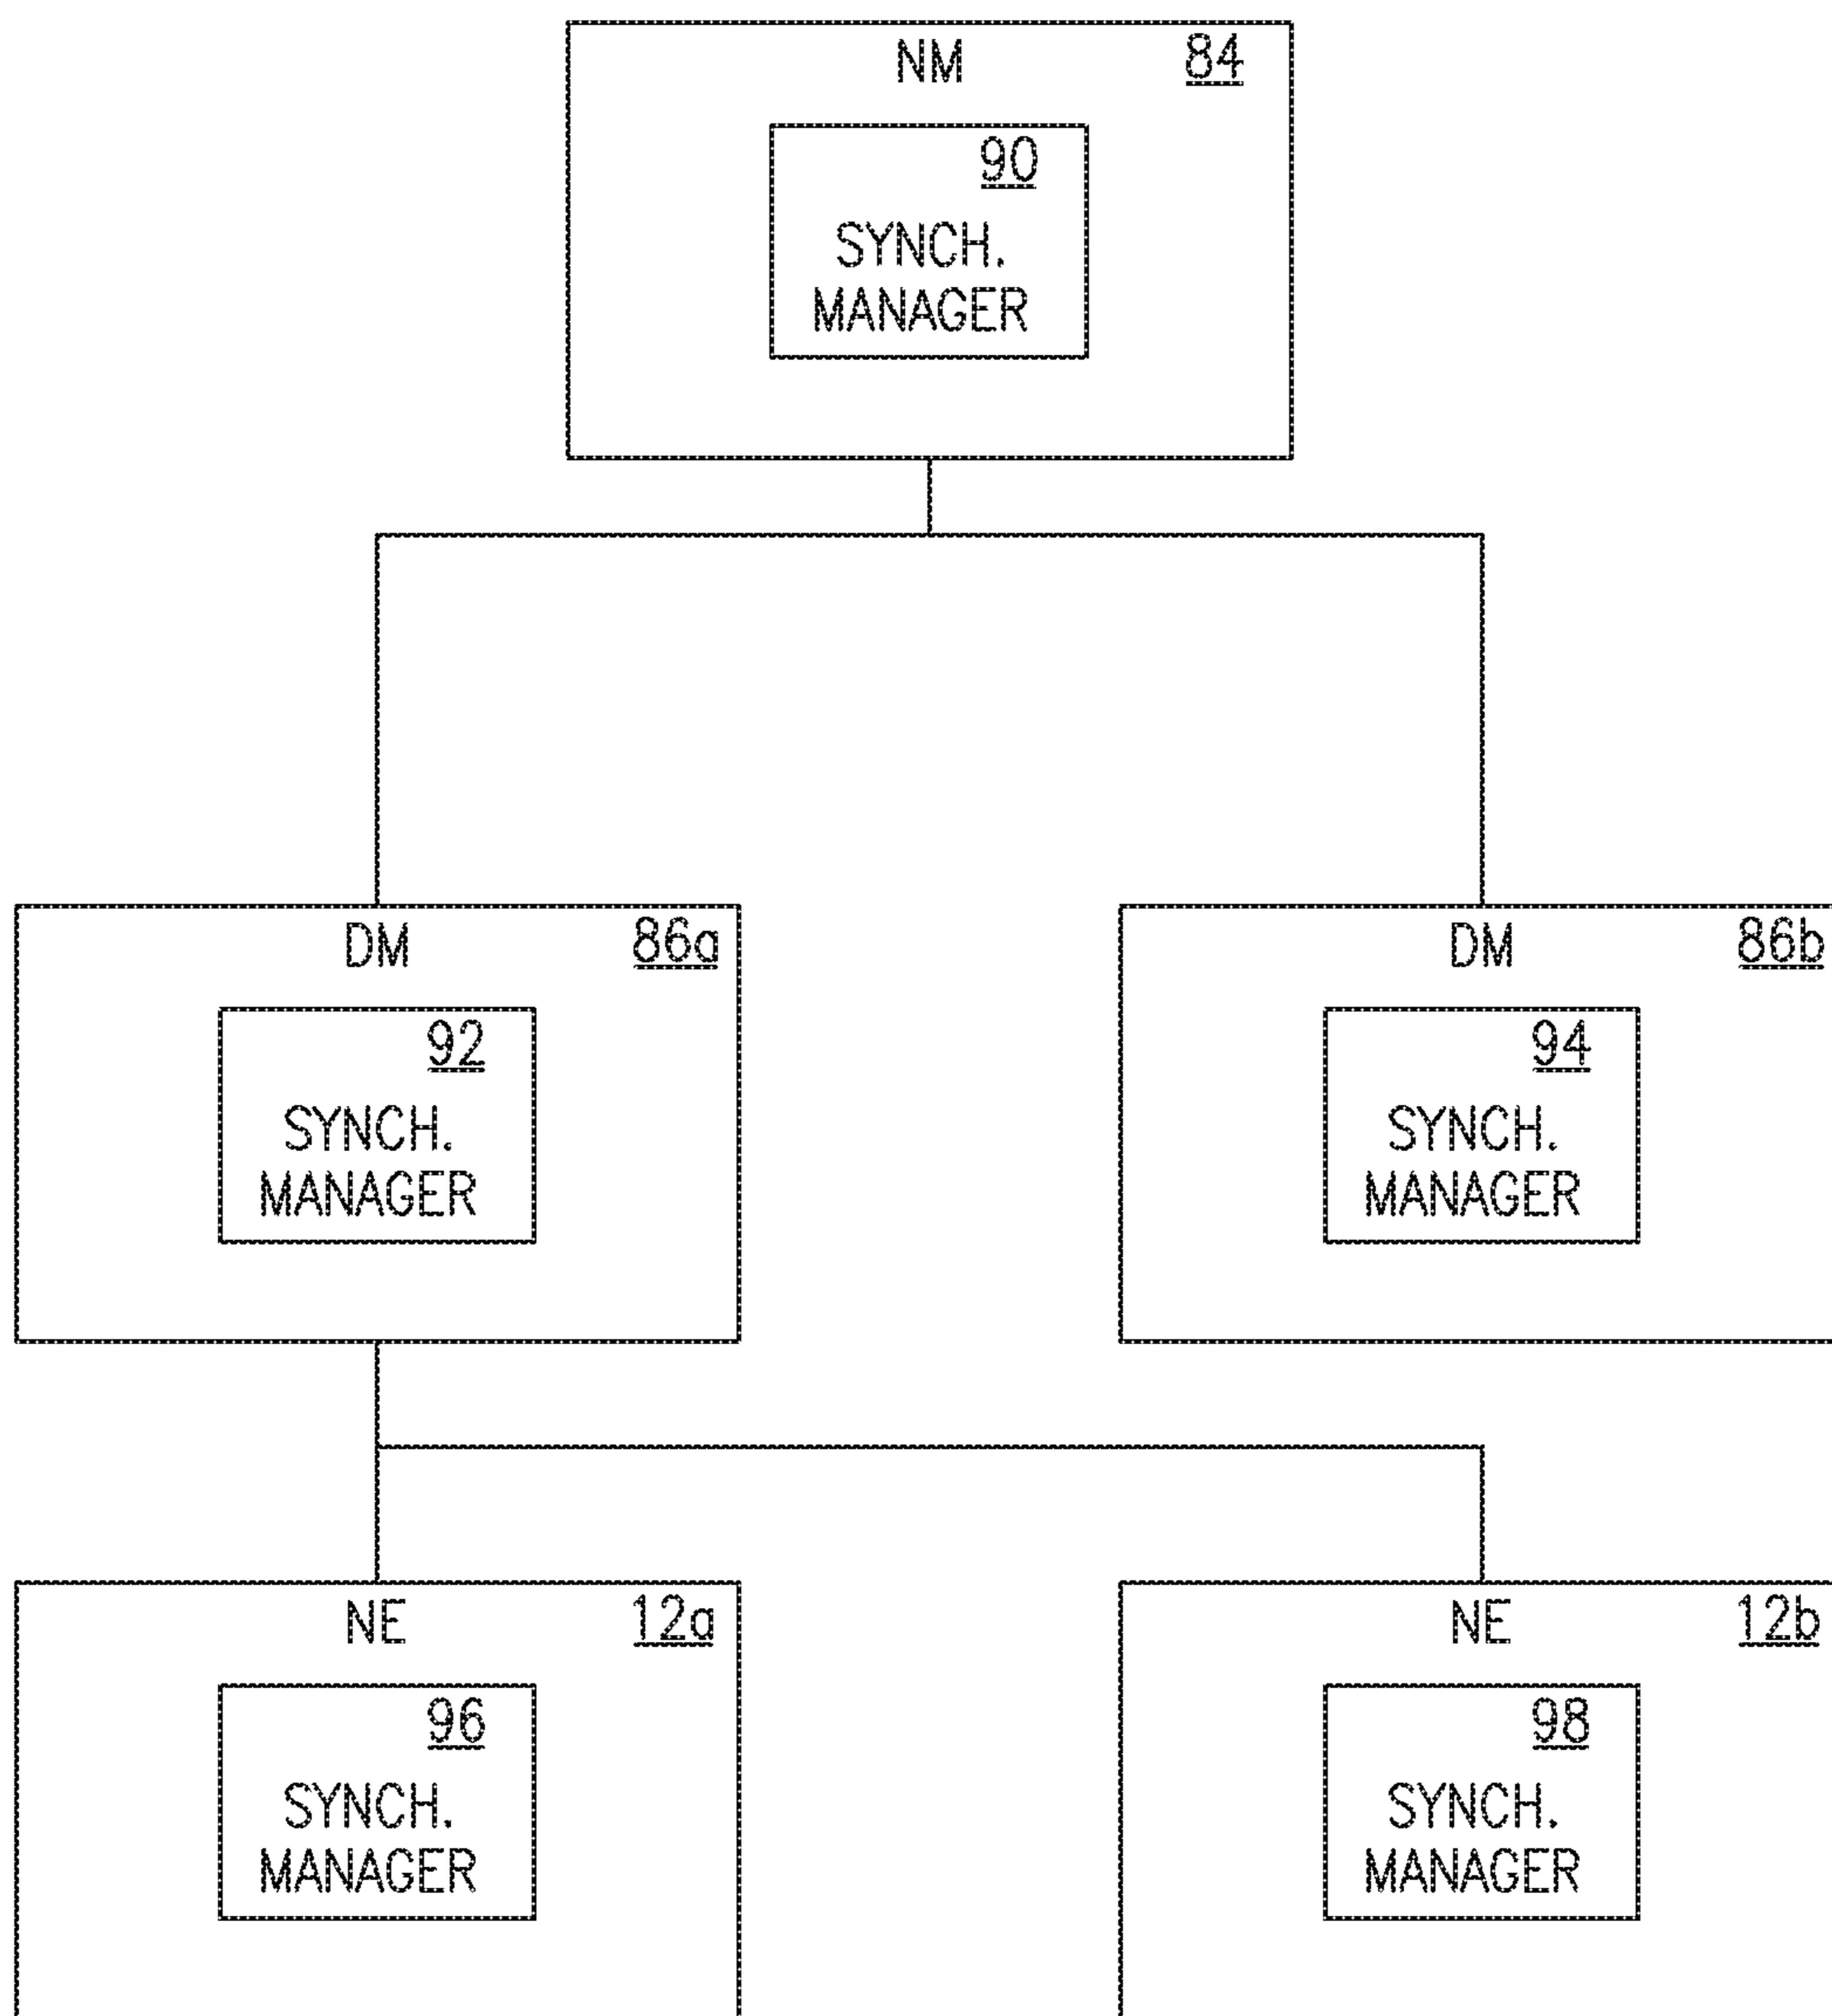 NM 84
90
SYNCH.
MANAGER
DM 86a
DM 86b
92
94
SYNCH.
MANAGER
SYNCH.
MANAGER
NE 12a
NE 12b
96
98
SYNCH.
MANAGER
SYNCH.
MANAGER